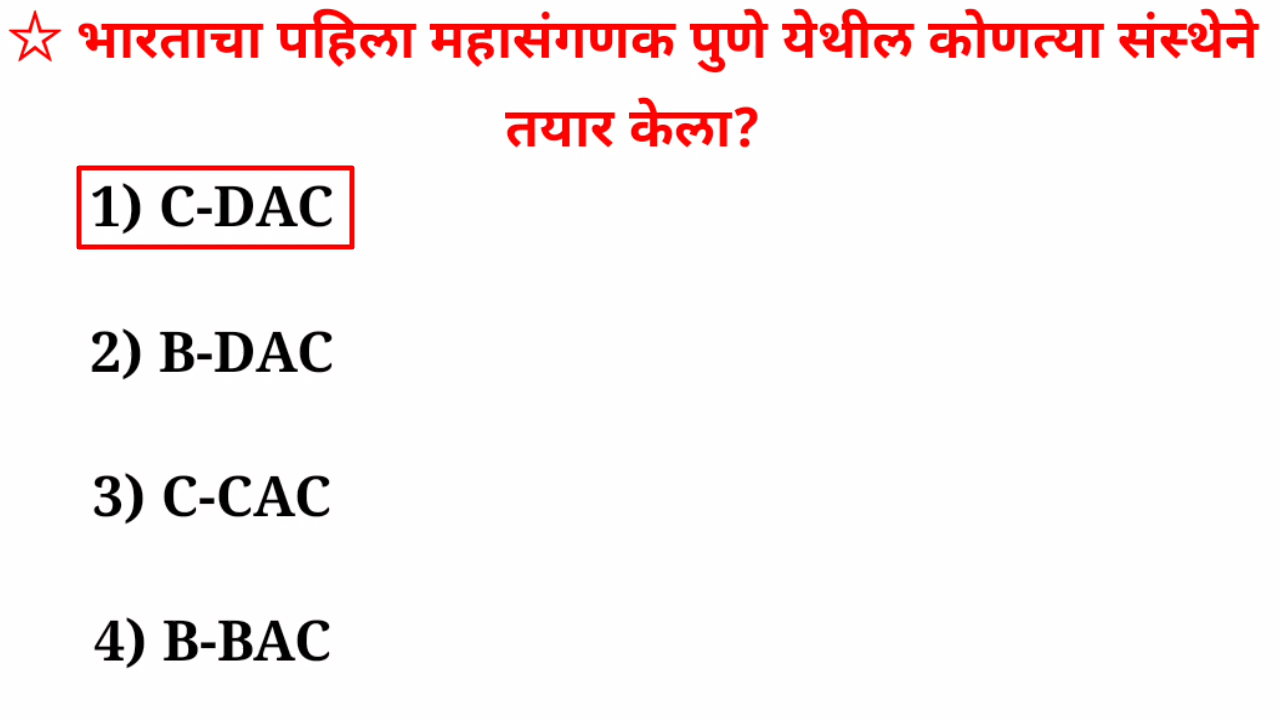 ☆ भारताचा पहिला महासंगणक पुणे येथील कोणत्या संस्थेने
तयार केला?
1) C-DAC
2) B-DAC
3) C-CAC
4) B-BAC